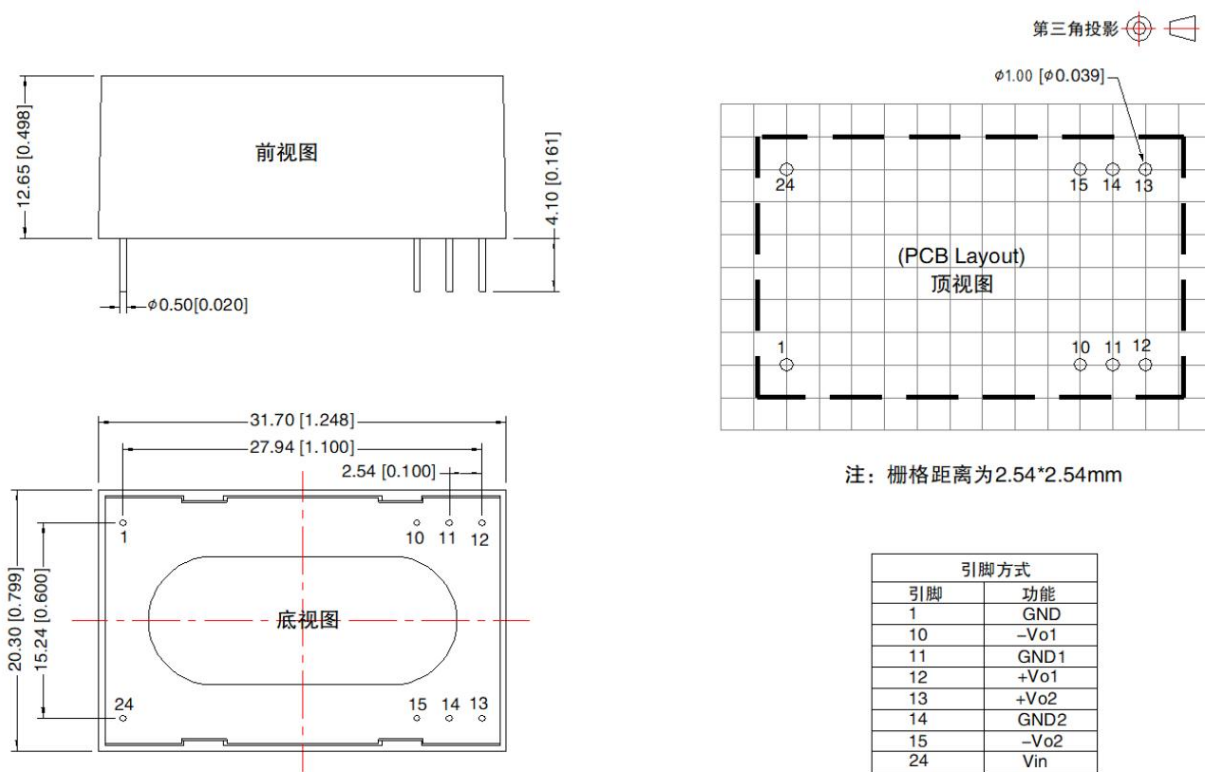 第三角投影
12.65 [0.498]
前视图
4.10 [0.161]
φ0.50[0.020]
φ1.00 [φ0.039]
24
15 14 13
(PCB Layout)
顶视图
1
10 11 12
注：栅格距离为2.54*2.54mm
31.70 [1.248]
27.94 [1.100]
2.54 [0.100]
20.30 [0.799]
15.24 [0.600]
1
10 11 12
底视图
24
15 14 13
引脚方式
引脚 功能
1 GND
10 −Vo1
11 GND1
12 +Vo1
13 +Vo2
14 GND2
15 −Vo2
24 Vin